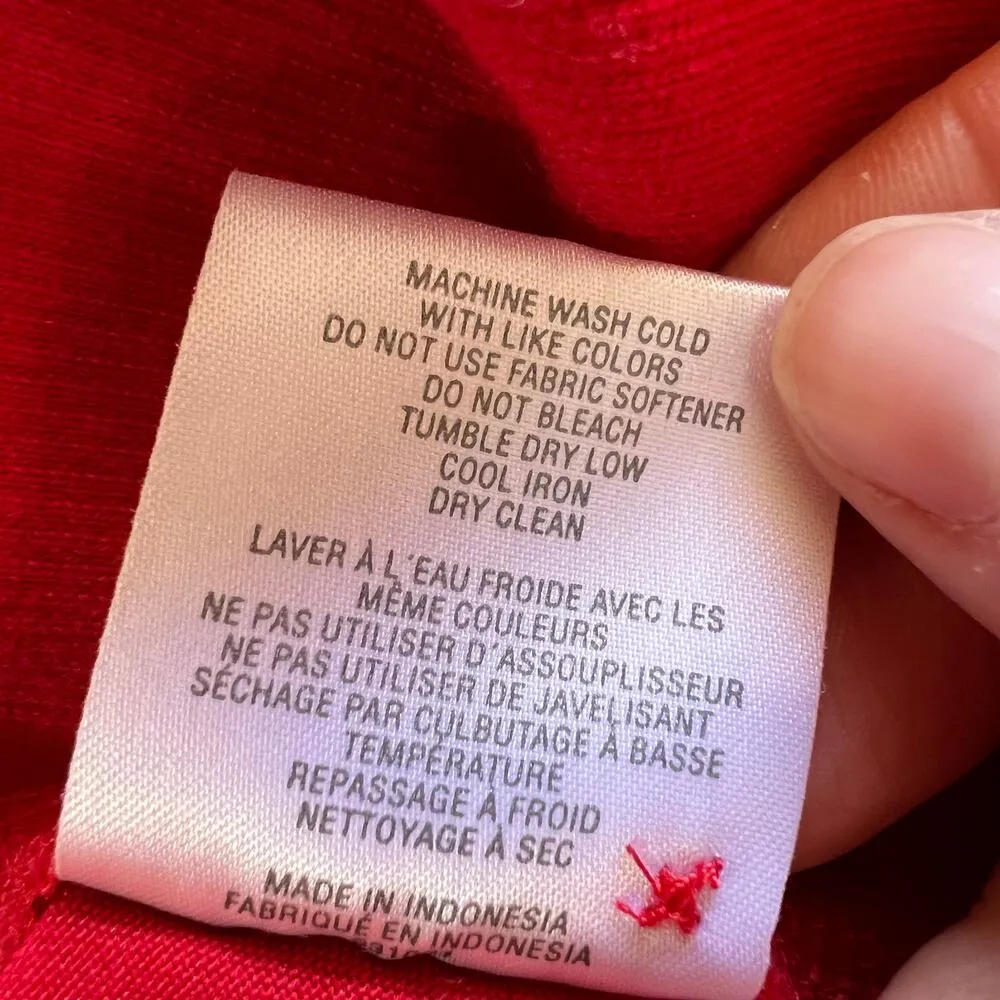 MACHINE WASH COLD
WITH LIKE COLORS
DO NOT USE FABRIC SOFTENER
DO NOT BLEACH
TUMBLE DRY LOW
COOL IRON
DRY CLEAN
LAVER À L'EAU FROIDE AVEC LES
MÊME COULEURS
NE PAS UTILISER D'ASSOUPLISSEUR
NE PAS UTILISER DE JAVELISANT
SÉCHAGE PAR CULBUTAGE À BASSE
TEMPÉRATURE
REPASSAGE À FROID
NETTOYAGE À SEC
MADE IN INDONESIA
FABRIQUÉ EN INDONESIA